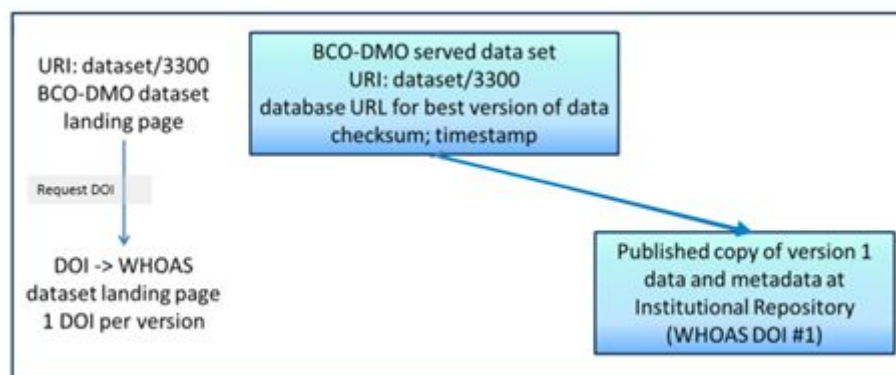 URI: dataset/3300
BCO-DMO dataset
landing page
Request DOI
DOI -> WHOAS
dataset landing page
1 DOI per version
BCO-DMO served data set
URI: dataset/3300
database URL for best version of data
checksum; timestamp
Published copy of version 1
data and metadata at
Institutional Repository
(WHOAS DOI #1)